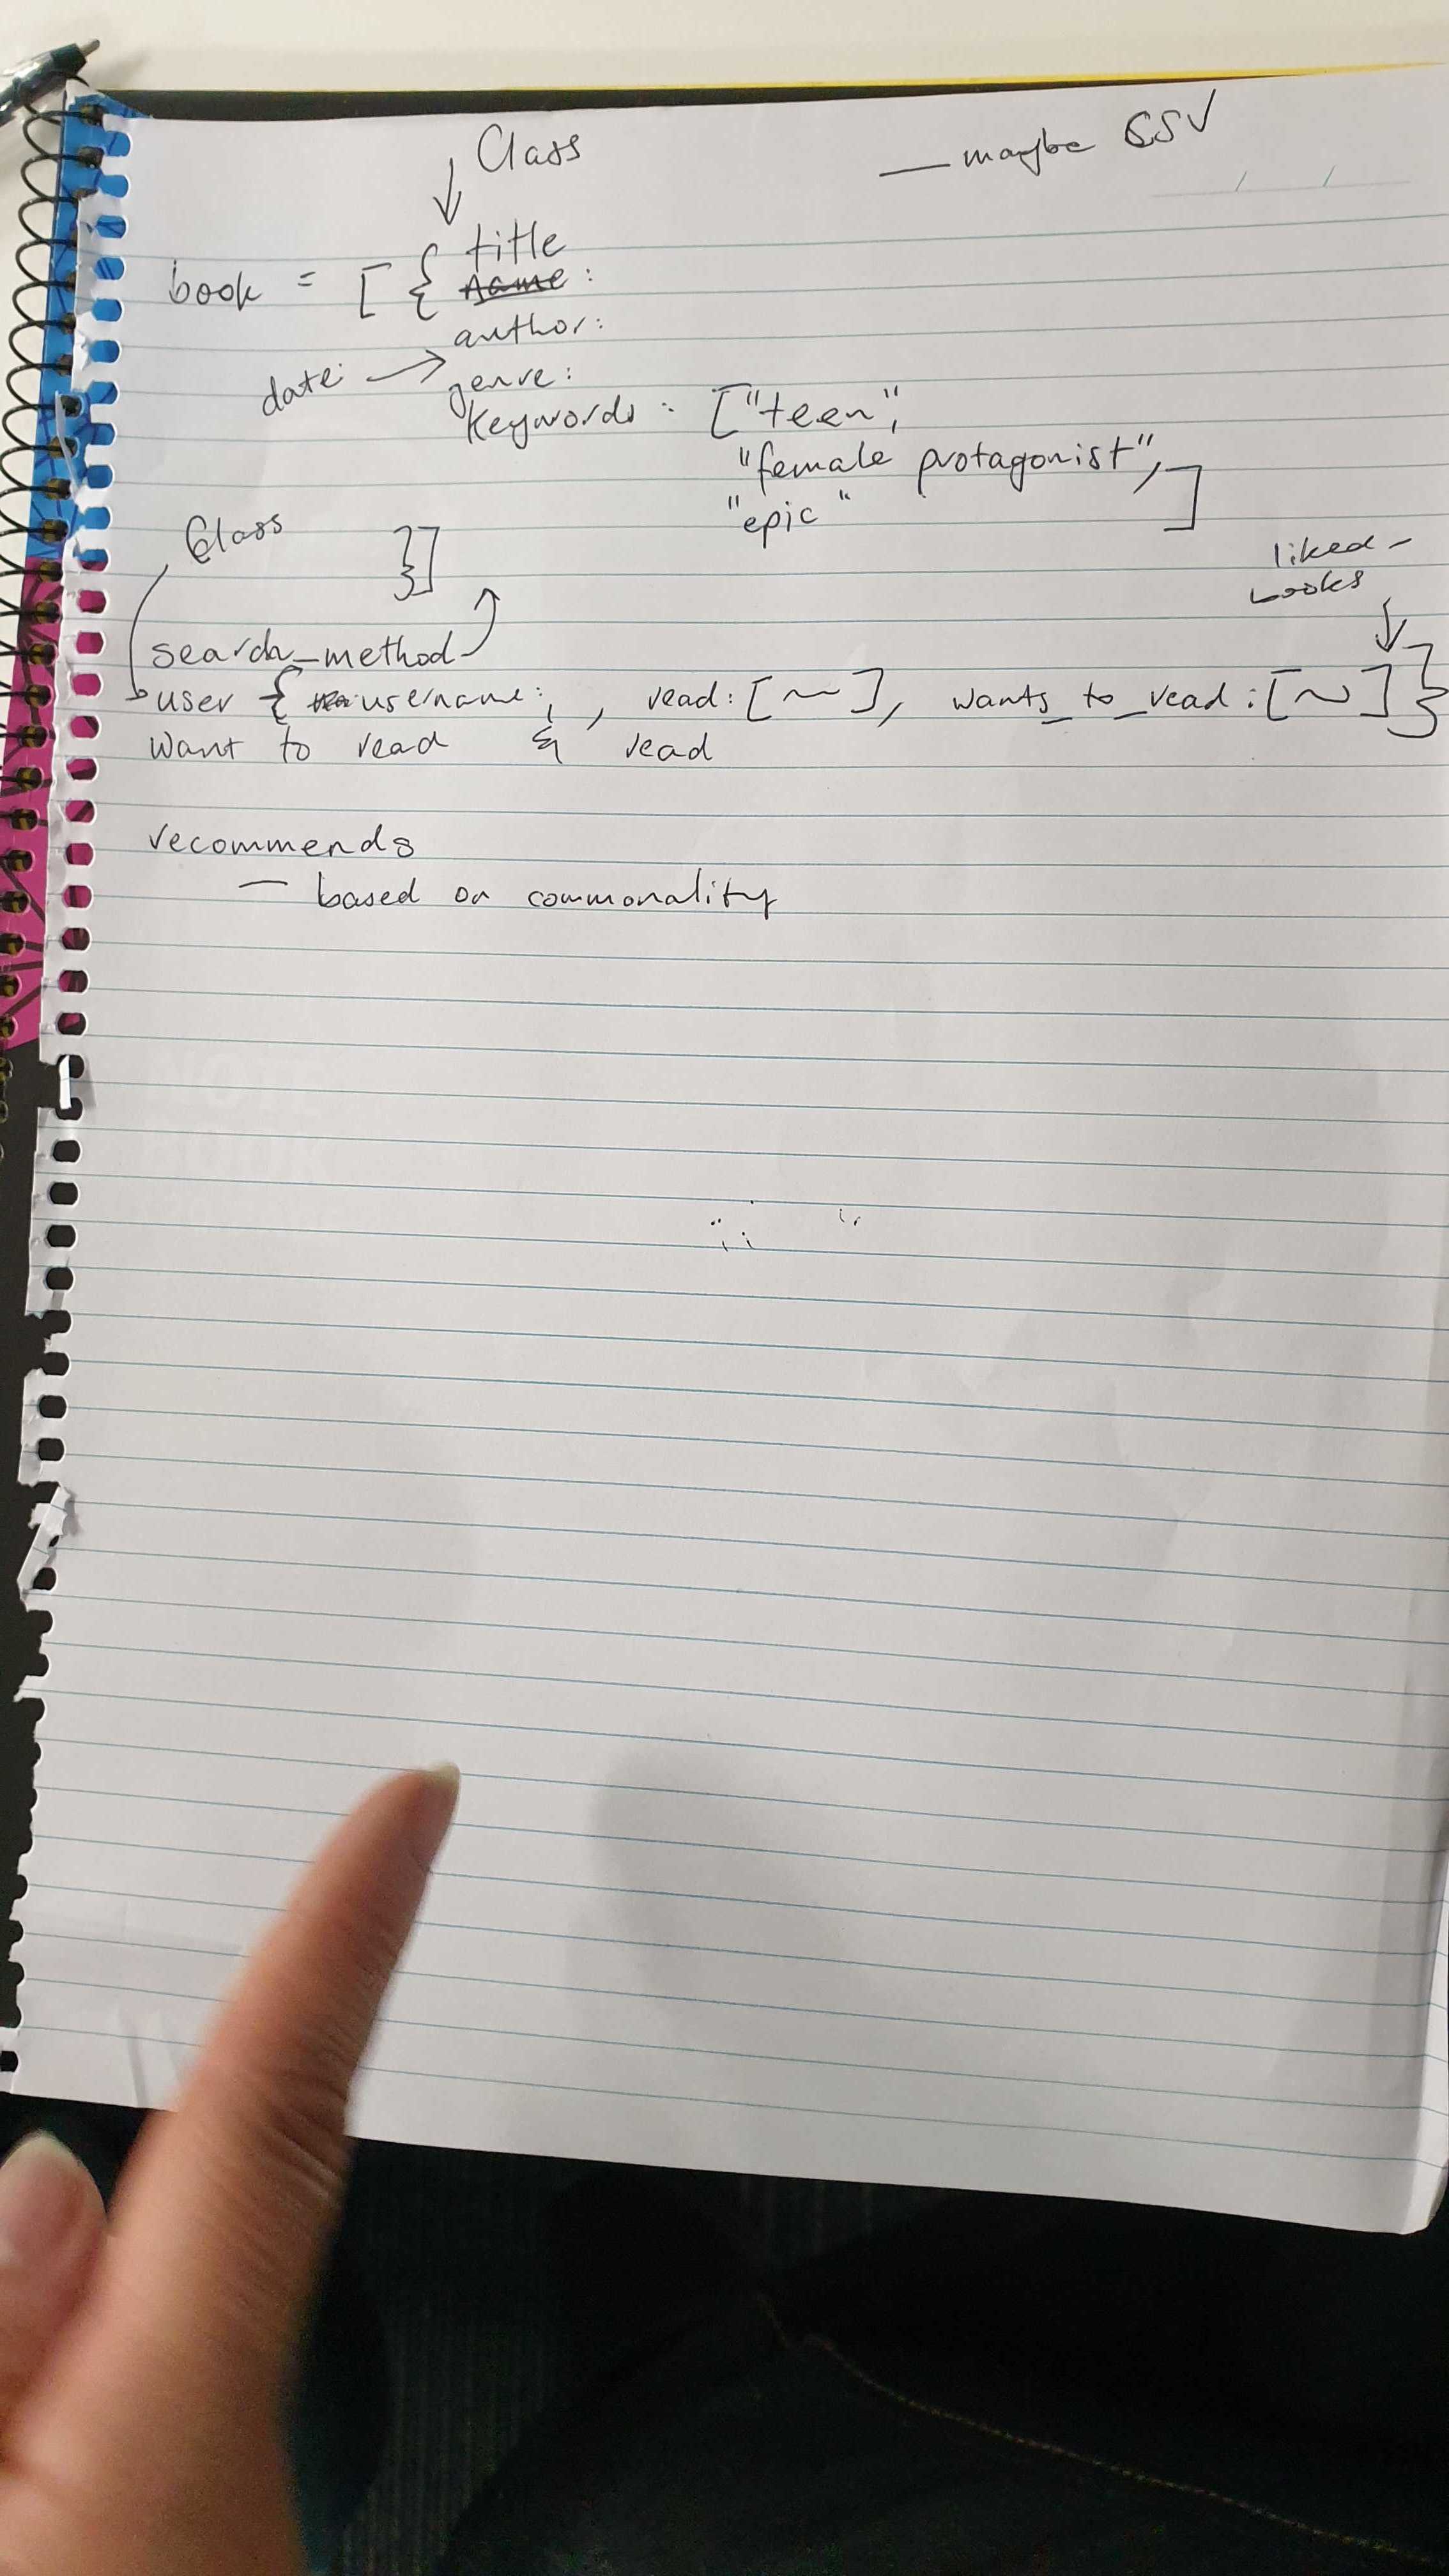 Class
— maybe CSV
title
book = [ { name :
author:
date: →
genre:
Keywords : ["teen",
"female protagonist",
"epic" ]
Class
}]
liked-
books
search_method
user { username: , read: [~], wants_to_read: [~] }
want to read & read
recommends
— based on commonality